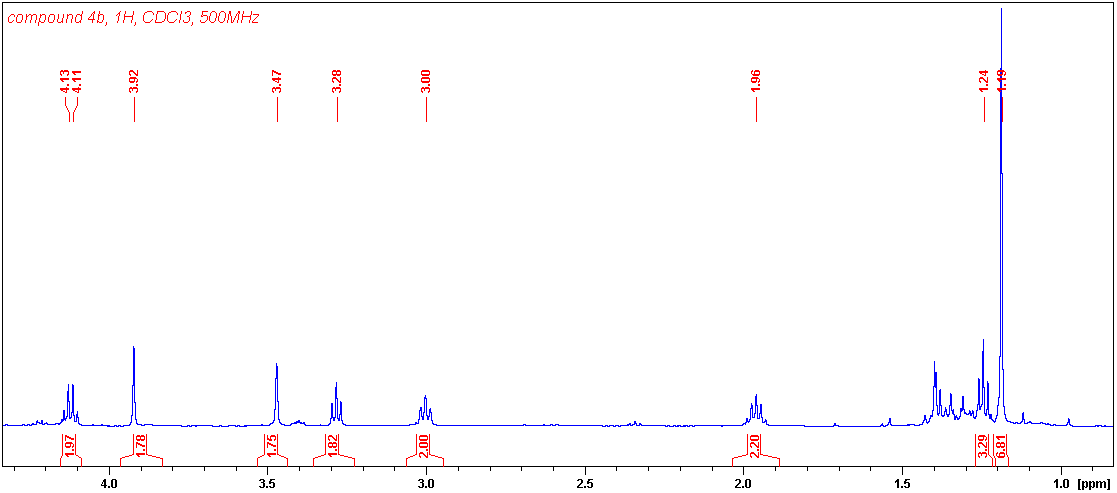 compound 4b, 1H, CDCl3, 500MHz
4.13 4.11 3.92 3.47 3.28 3.00 1.96 1.24 1.19
1.97 1.78 1.75 1.82 2.00 2.20 3.29 6.81
4.0 3.5 3.0 2.5 2.0 1.5 1.0 [ppm]